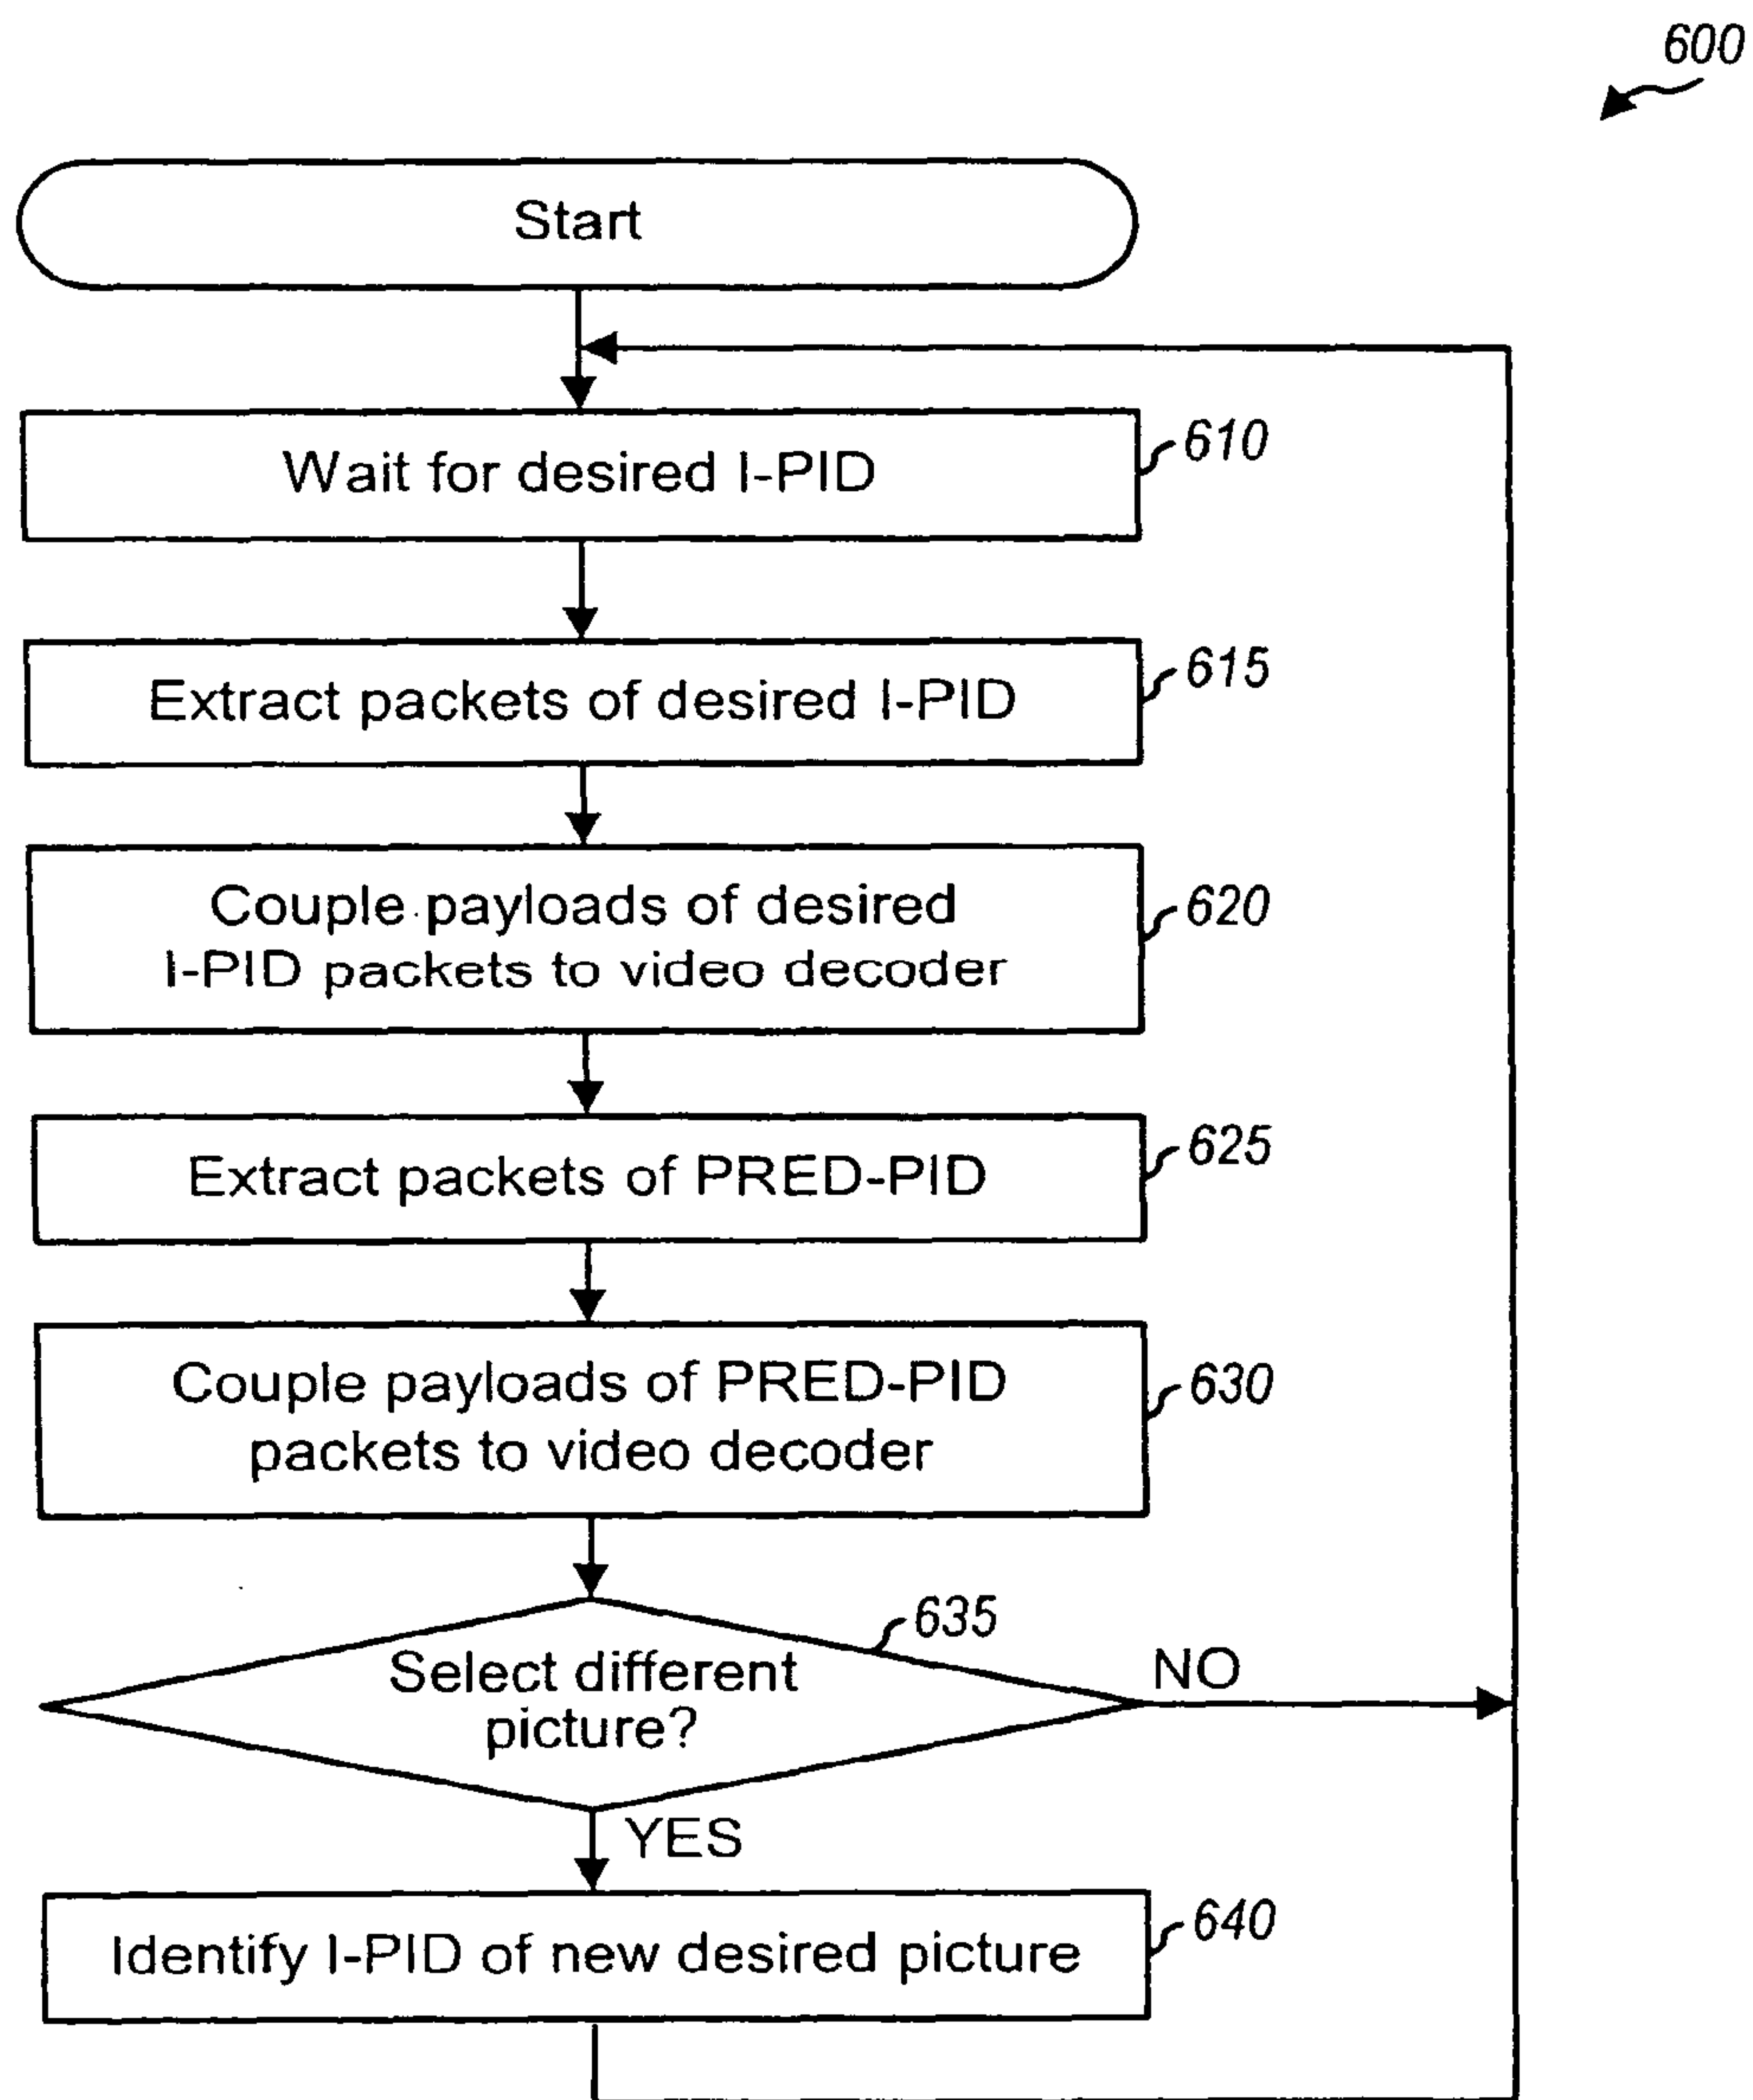 600
Start
Wait for desired I-PID
610
Extract packets of desired I-PID
615
Couple payloads of desired
I-PID packets to video decoder
620
Extract packets of PRED-PID
625
Couple payloads of PRED-PID
packets to video decoder
630
635
Select different
picture?
NO
YES
Identify I-PID of new desired picture
640